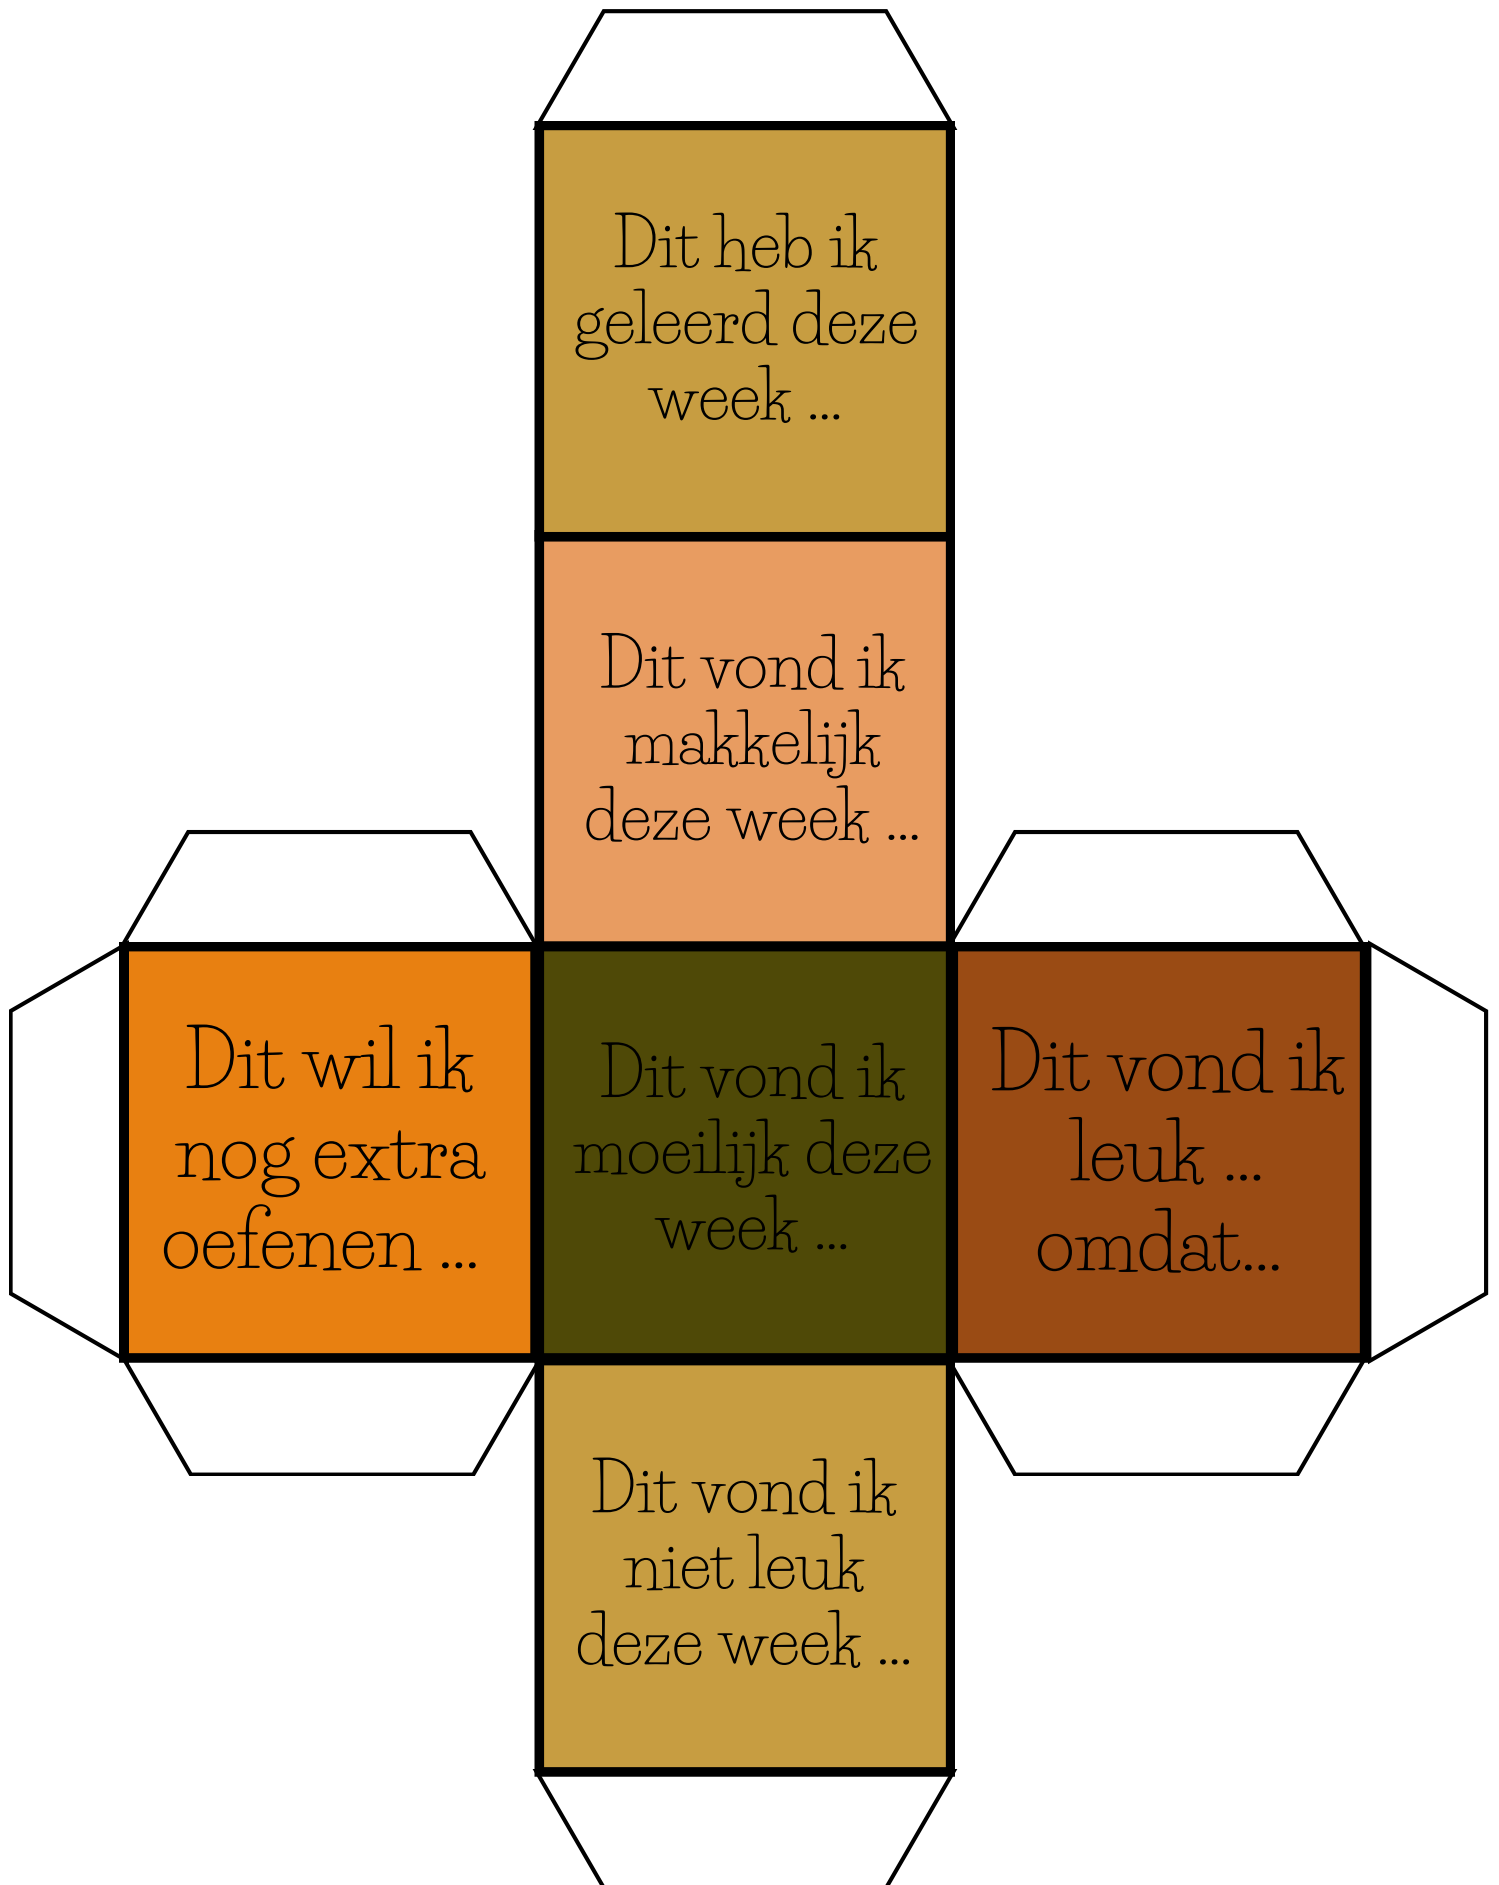 Dit heb ik
geleerd deze
week ...
Dit vond ik
makkelijk
deze week ...
Dit wil ik
nog extra
oefenen ...
Dit vond ik
moeilijk deze
week ...
Dit vond ik
leuk ...
omdat...
Dit vond ik
niet leuk
deze week ...